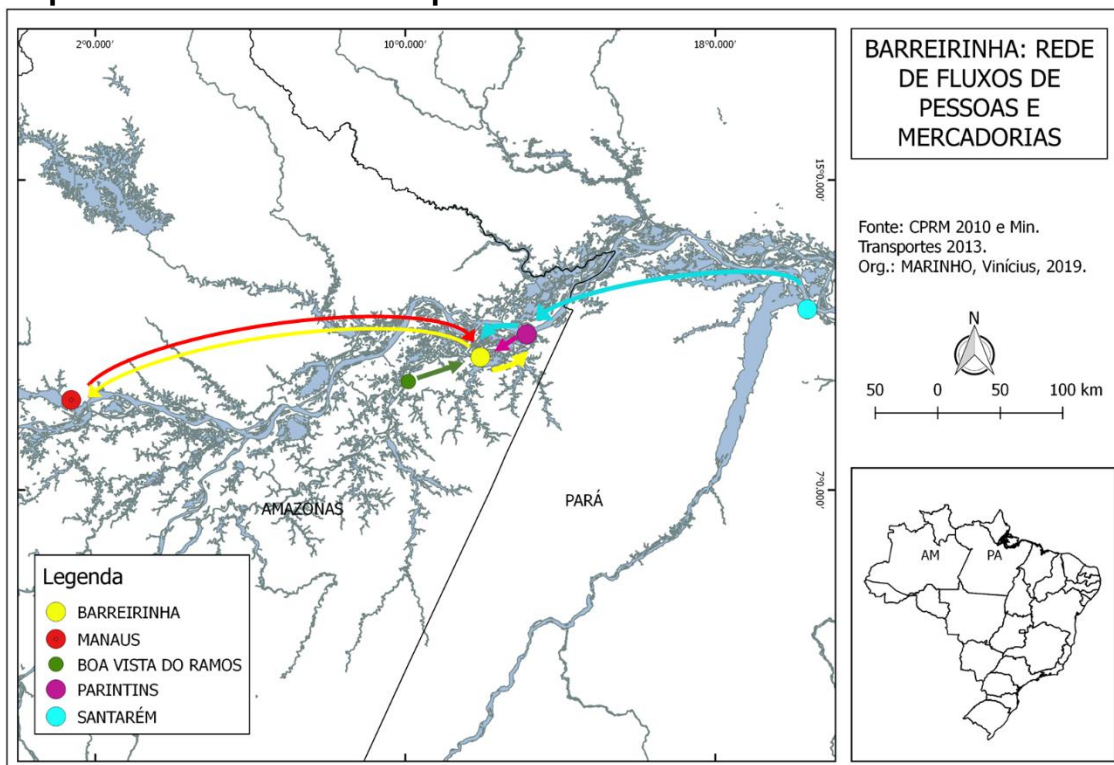 2°0.000'
10°0.000'
18°0.000'
15°0.000'
7°0.000'
AMAZONAS
PARÁ
Legenda
BARREIRINHA
MANAUS
BOA VISTA DO RAMOS
PARINTINS
SANTARÉM
BARREIRINHA: REDE
DE FLUXOS DE
PESSOAS E
MERCADORIAS
Fonte: CPRM 2010 e Min.
Transportes 2013.
Org.: MARINHO, Vinícius, 2019.
N
50 0 50 100 km
AM
PA